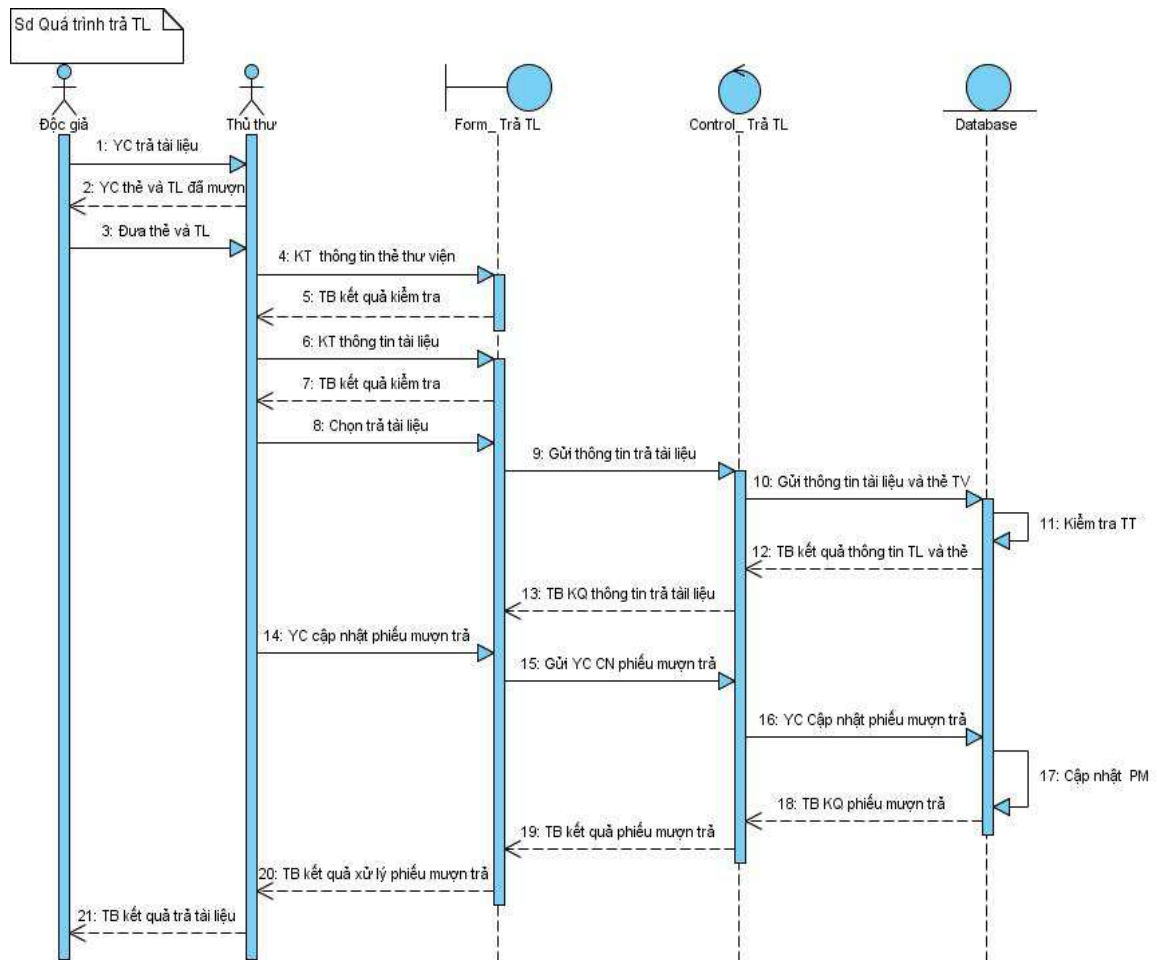 Sd Quá trình trả TL
Độc giả
Thủ thư
Form_ Trả TL
Control_ Trả TL
Database
1: YC trả tài liệu
2: YC thẻ và TL đã mượn
3: Đưa thẻ và TL
4: KT thông tin thẻ thư viện
5: TB kết quả kiểm tra
6: KT thông tin tài liệu
7: TB kết quả kiểm tra
8: Chọn trả tài liệu
9: Gửi thông tin trả tài liệu
10: Gửi thông tin tài liệu và thẻ TV
11: Kiểm tra TT
12: TB kết quả thông tin TL và thẻ
13: TB KQ thông tin trả tàil liệu
14: YC cập nhật phiếu mượn trả
15: Gửi YC CN phiếu mượn trả
16: YC Cập nhật phiếu mượn trả
17: Cập nhật PM
18: TB KQ phiếu mượn trả
19: TB kết quả phiếu mượn trả
20: TB kết quả xử lý phiếu mượn trả
21: TB kết quả trả tài liệu